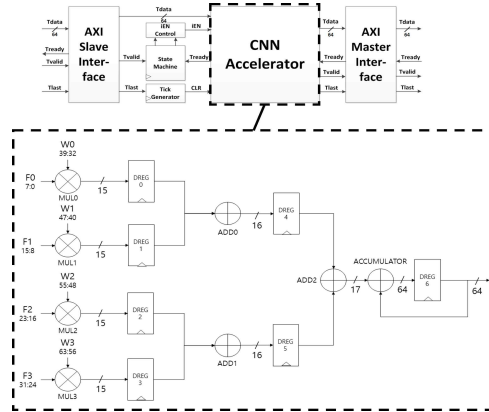 Tdata
64
AXI
Slave
Inter-
face
Tready
Tvalid
Tlast
Tdata
64
iEN
Control
iEN
State
Machine
Tvalid
Tready
Tick
Generator
Tlast
CLR
CNN
Accelerator
Tdata
64
Tready
Tvalid
Tlast
AXI
Master
Inter-
face
Tdata
64
Tready
Tvalid
Tlast
W0
39:32
F0
7:0
MUL0
15
DREG
0
W1
47:40
F1
15:8
MUL1
15
DREG
1
ADD0
16
DREG
4
W2
55:48
F2
23:16
MUL2
15
DREG
2
W3
63:56
F3
31:24
MUL3
15
DREG
3
ADD1
16
DREG
5
ADD2
17
ACCUMULATOR
64
DREG
6
64